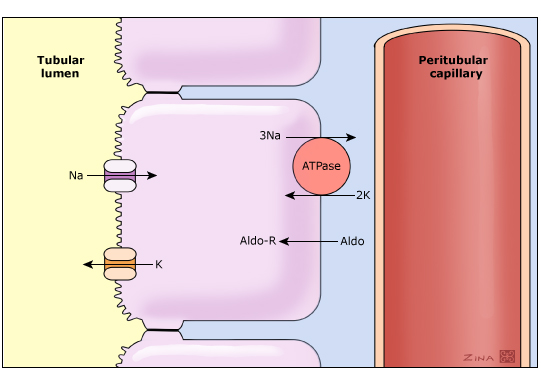 Tubular
lumen
Peritubular
capillary
3Na
ATPase
Na
2K
Aldo-R
Aldo
K
ZINA